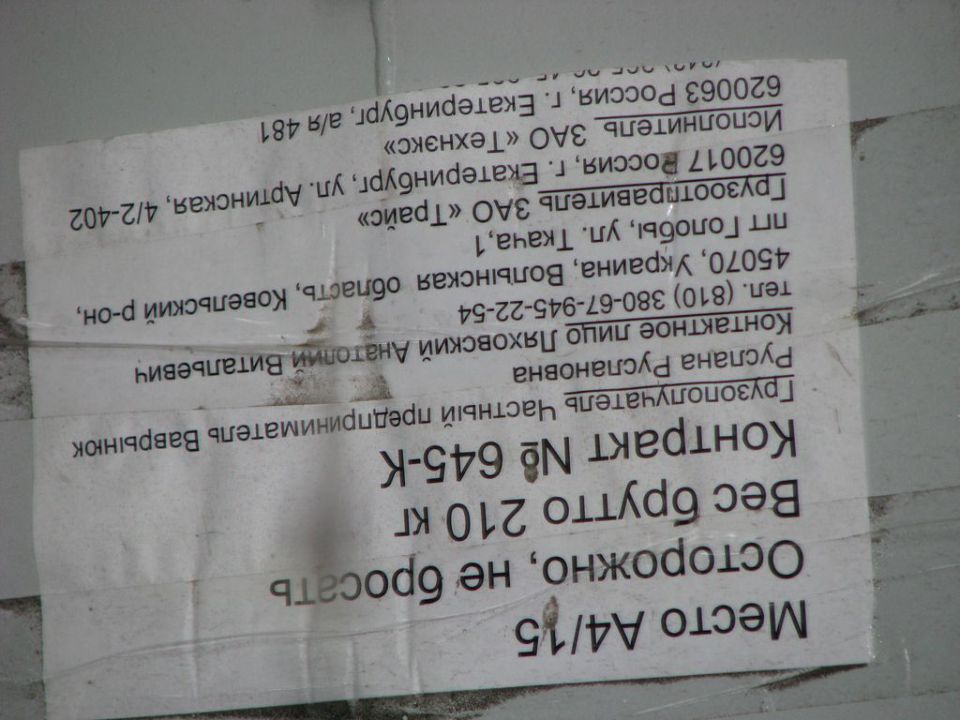 Место А4/15
Осторожно, не бросать
Вес брутто 210 кг
Контракт № 645-К
Грузополучатель Частный предприниматель Ваврынюк
Руслана Руслановна
Контактное лицо Ляховский Анатолий Витальевич
тел. (810) 380-67-945-22-54
45070, Украина, Волынская область, Ковельский р-он,
пгт Голобы, ул. Ткача,1
Грузоотправитель ЗАО «Трайс»
620017 Россия, г. Екатеринбург, ул. Артинская, 4/2-402
Исполнитель ЗАО «Технэкс»
620063 Россия, г. Екатеринбург, а/я 481